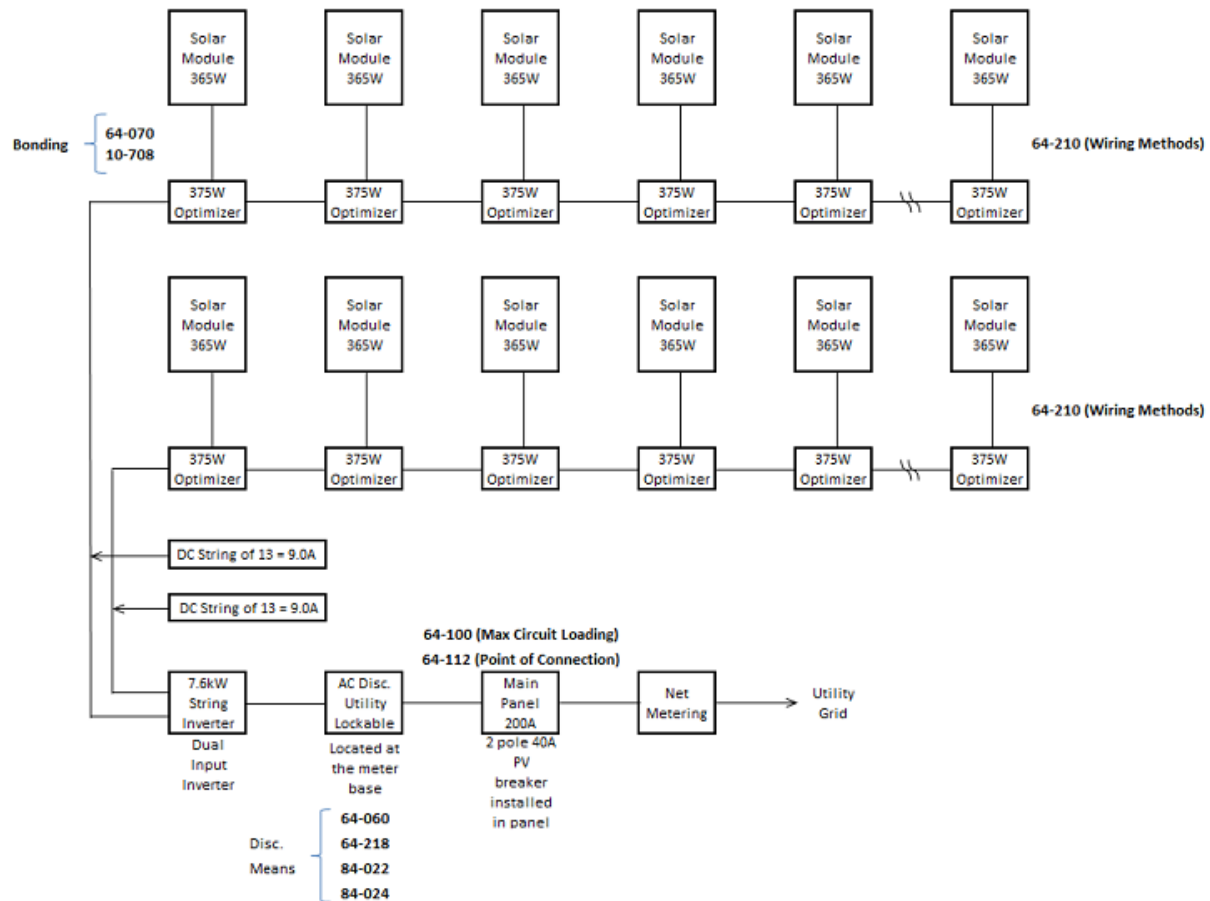 Solar Module 365W
Solar Module 365W
Solar Module 365W
Solar Module 365W
Solar Module 365W
Solar Module 365W
Bonding
64-070
10-708
64-210 (Wiring Methods)
375W Optimizer
375W Optimizer
375W Optimizer
375W Optimizer
375W Optimizer
375W Optimizer
Solar Module 365W
Solar Module 365W
Solar Module 365W
Solar Module 365W
Solar Module 365W
Solar Module 365W
64-210 (Wiring Methods)
375W Optimizer
375W Optimizer
375W Optimizer
375W Optimizer
375W Optimizer
375W Optimizer
DC String of 13 = 9.0A
DC String of 13 = 9.0A
64-100 (Max Circuit Loading)
64-112 (Point of Connection)
7.6kW
String
Inverter
Dual
Input
Inverter
AC Disc.
Utility
Lockable
Located at
the meter
base
Main
Panel
200A
2 pole 40A
PV
breaker
installed
in panel
Net
Metering
Utility
Grid
Disc.
Means
64-060
64-218
84-022
84-024